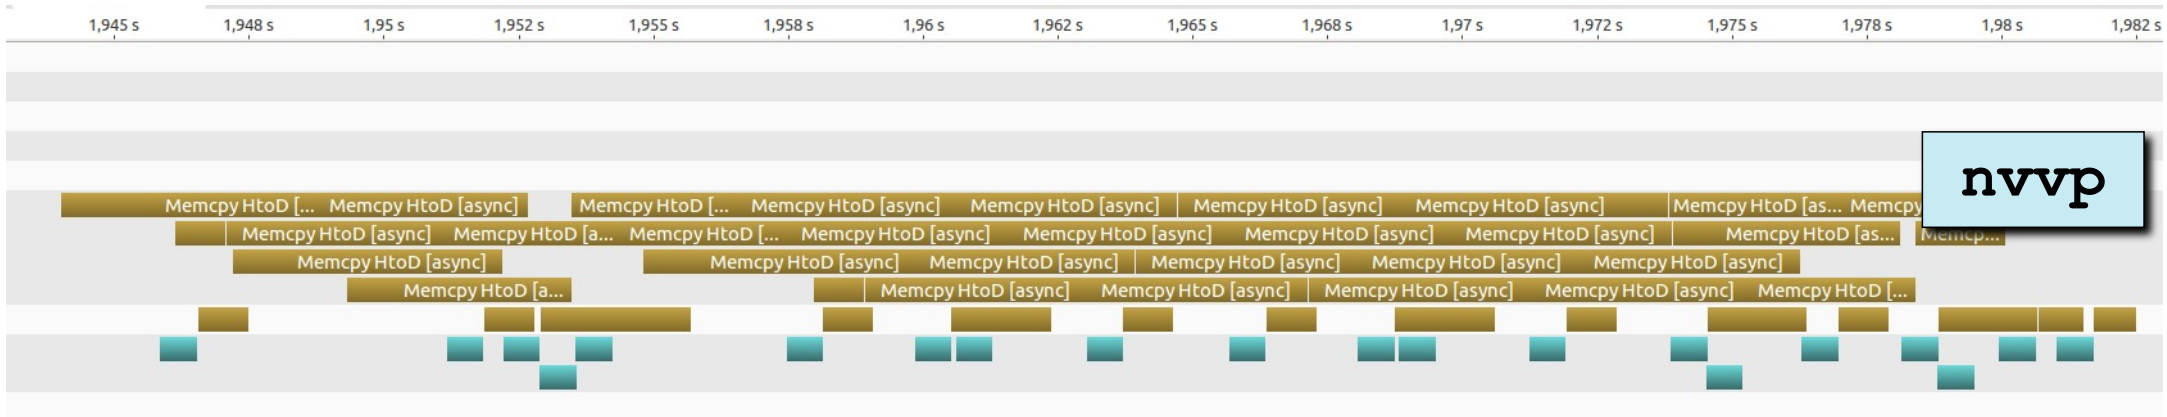 1,945 s 1,948 s 1,95 s 1,952 s 1,955 s 1,958 s 1,96 s 1,962 s 1,965 s 1,968 s 1,97 s 1,972 s 1,975 s 1,978 s 1,98 s 1,982 s
nvvp
Memcpy HtoD [... Memcpy HtoD [async] Memcpy HtoD [... Memcpy HtoD [async] Memcpy HtoD [async] Memcpy HtoD [async] Memcpy HtoD [async] Memcpy HtoD [as... Memcpy
Memcpy HtoD [async] Memcpy HtoD [a... Memcpy HtoD [... Memcpy HtoD [async] Memcpy HtoD [async] Memcpy HtoD [async] Memcpy HtoD [async] Memcpy HtoD [as... Memcp...
Memcpy HtoD [async] Memcpy HtoD [async] Memcpy HtoD [async] Memcpy HtoD [async] Memcpy HtoD [async] Memcpy HtoD [async]
Memcpy HtoD [a... Memcpy HtoD [async] Memcpy HtoD [async] Memcpy HtoD [async] Memcpy HtoD [async] Memcpy HtoD [...